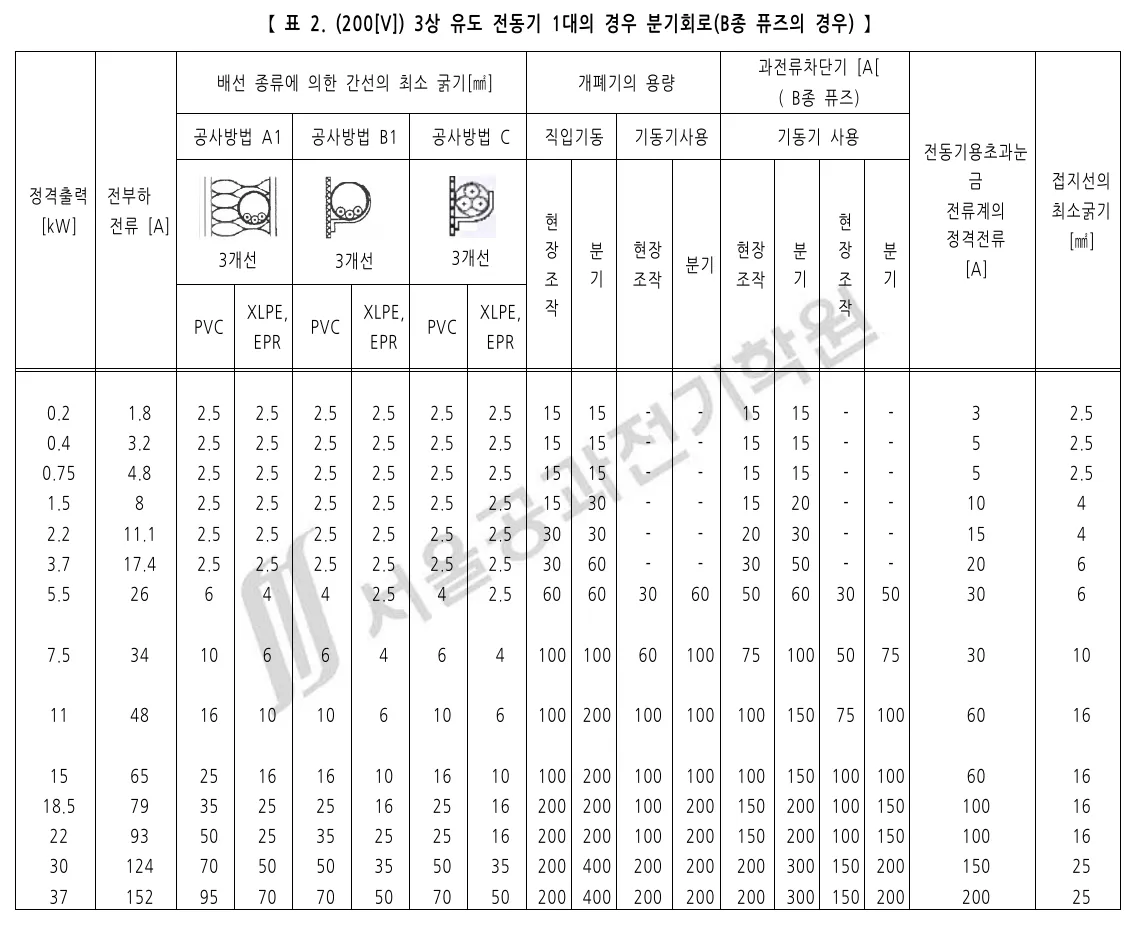 【 표 2. (200[V]) 3상 유도 전동기 1대의 경우 분기회로(B종 퓨즈의 경우) 】
정격출력 [kW]
전부하 전류 [A]
배선 종류에 의한 간선의 최소 굵기[㎟]
개폐기의 용량
과전류차단기 [A[
( B종 퓨즈)
전동기용초과눈
금
전류계의
정격전류
[A]
접지선의
최소굵기
[㎟]
공사방법 A1 공사방법 B1 공사방법 C 직입기동 기동기사용 기동기 사용
3개선 3개선 3개선
현장조작 분기 현장조작 분기 현장조작 분기 현장조작 분기
PVC XLPE, EPR PVC XLPE, EPR PVC XLPE, EPR
0.2 1.8 2.5 2.5 2.5 2.5 2.5 2.5 15 15 - - 15 15 - - 3 2.5
0.4 3.2 2.5 2.5 2.5 2.5 2.5 2.5 15 15 - - 15 15 - - 5 2.5
0.75 4.8 2.5 2.5 2.5 2.5 2.5 2.5 15 15 - - 15 15 - - 5 2.5
1.5 8 2.5 2.5 2.5 2.5 2.5 2.5 15 30 - - 15 20 - - 10 4
2.2 11.1 2.5 2.5 2.5 2.5 2.5 2.5 30 30 - - 20 30 - - 15 4
3.7 17.4 2.5 2.5 2.5 2.5 2.5 2.5 30 60 - - 30 50 - - 20 6
5.5 26 6 4 4 2.5 4 2.5 60 60 30 60 50 60 30 50 30 6
7.5 34 10 6 6 4 6 4 100 100 60 100 75 100 50 75 30 10
11 48 16 10 10 6 10 6 100 200 100 100 100 150 75 100 60 16
15 65 25 16 16 10 16 10 100 200 100 100 100 150 100 100 60 16
18.5 79 35 25 25 16 25 16 200 200 100 200 150 200 100 150 100 16
22 93 50 25 35 25 25 16 200 200 100 200 150 200 100 150 100 16
30 124 70 50 50 35 50 35 200 400 200 200 200 300 150 200 150 25
37 152 95 70 70 50 70 50 200 400 200 200 200 300 150 200 200 25
서울공과전기학원